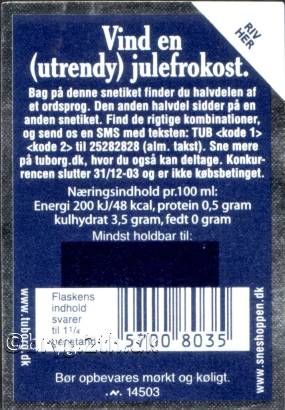 RIV
HER
Vind en
(utrendy) julefrokost.
Bag på denne snetiket finder du halvdelen af
et ordsprog. Den anden halvdel sidder på en
anden snetiket. Find de rigtige kombinationer,
og send os en SMS med teksten: TUB <kode 1>
<kode 2> til 25282828 (alm. takst). Sne mere
på tuborg.dk, hvor du også kan deltage. Konkur-
rencen slutter 31/12-03 og er ikke købsbetinget.
Næringsindhold pr.100 ml:
Energi 200 kJ/48 kcal, protein 0,5 gram
kulhydrat 3,5 gram, fedt 0 gram
Mindst holdbar til:
www.tuborg.dk
Flaskens
indhold
svarer
til 1¼
genstand
5700 8035
www.sneshoppen.dk
Bør opbevares mørkt og køligt.
.n. 14503